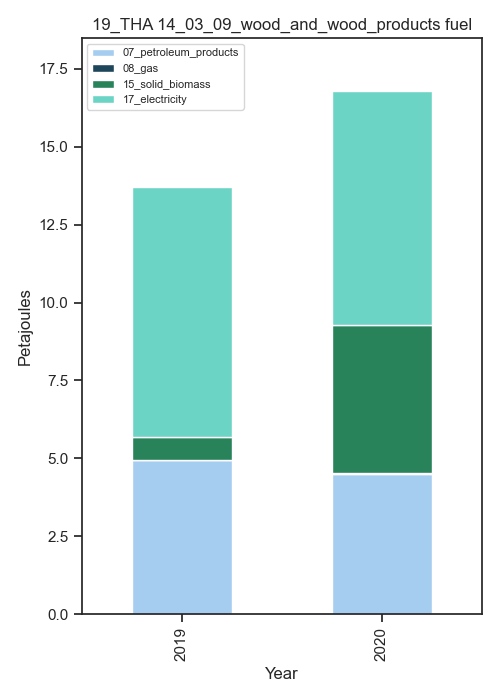 19_THA 14_03_09_wood_and_wood_products fuel
07_petroleum_products
08_gas
15_solid_biomass
17_electricity
17.5
15.0
12.5
10.0
7.5
5.0
2.5
0.0
Petajoules
2019
2020
Year